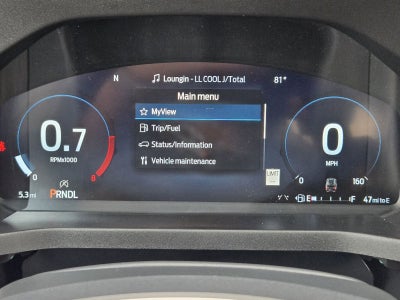 N Loungin - LL COOL J/Total 81°
Main menu
MyView
Trip/Fuel
Status/Information
Vehicle maintenance
0.7
RPMx1000
0 8
0
MPH
0 160
LIMIT
5.3 mi PRNDL
E F 47 mi to E